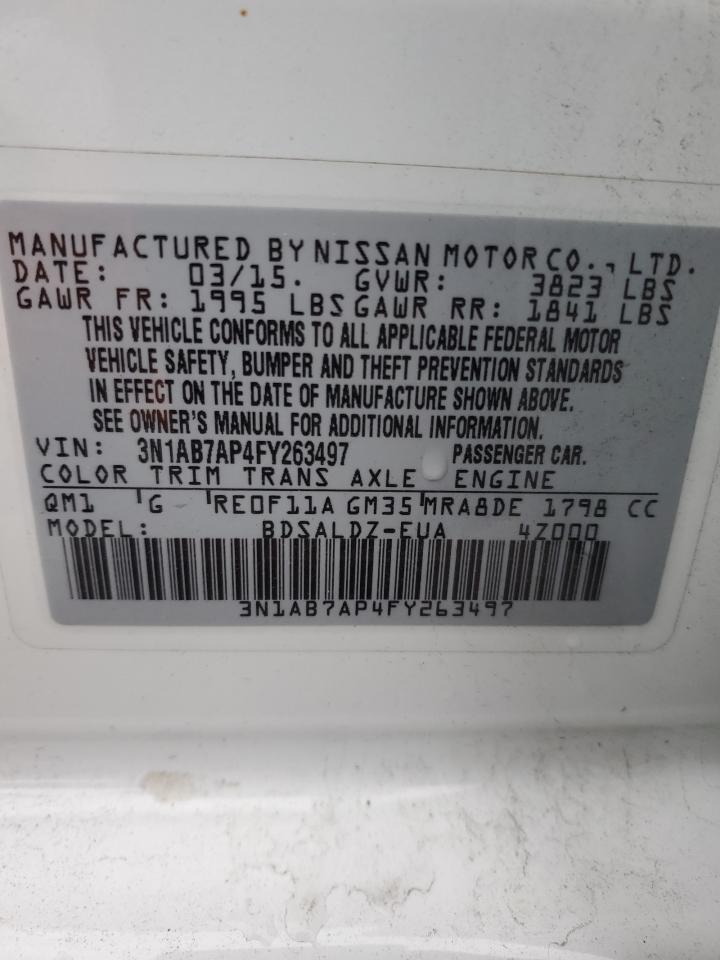 MANUFACTURED BY NISSAN MOTOR CO., LTD.
DATE: 03/15. GVWR: 3823 LBS
GAWR FR: 1995 LBS GAWR RR: 1841 LBS
THIS VEHICLE CONFORMS TO ALL APPLICABLE FEDERAL MOTOR
VEHICLE SAFETY, BUMPER AND THEFT PREVENTION STANDARDS
IN EFFECT ON THE DATE OF MANUFACTURE SHOWN ABOVE.
SEE OWNER'S MANUAL FOR ADDITIONAL INFORMATION.
VIN: 3N1AB7AP4FY263497 PASSENGER CAR.
COLOR TRIM TRANS AXLE ENGINE
QM1 G RE0F11A GM35 MRA8DE 1798 CC
MODEL: BDSALDZ-EUA 4Z000
3N1AB7AP4FY263497